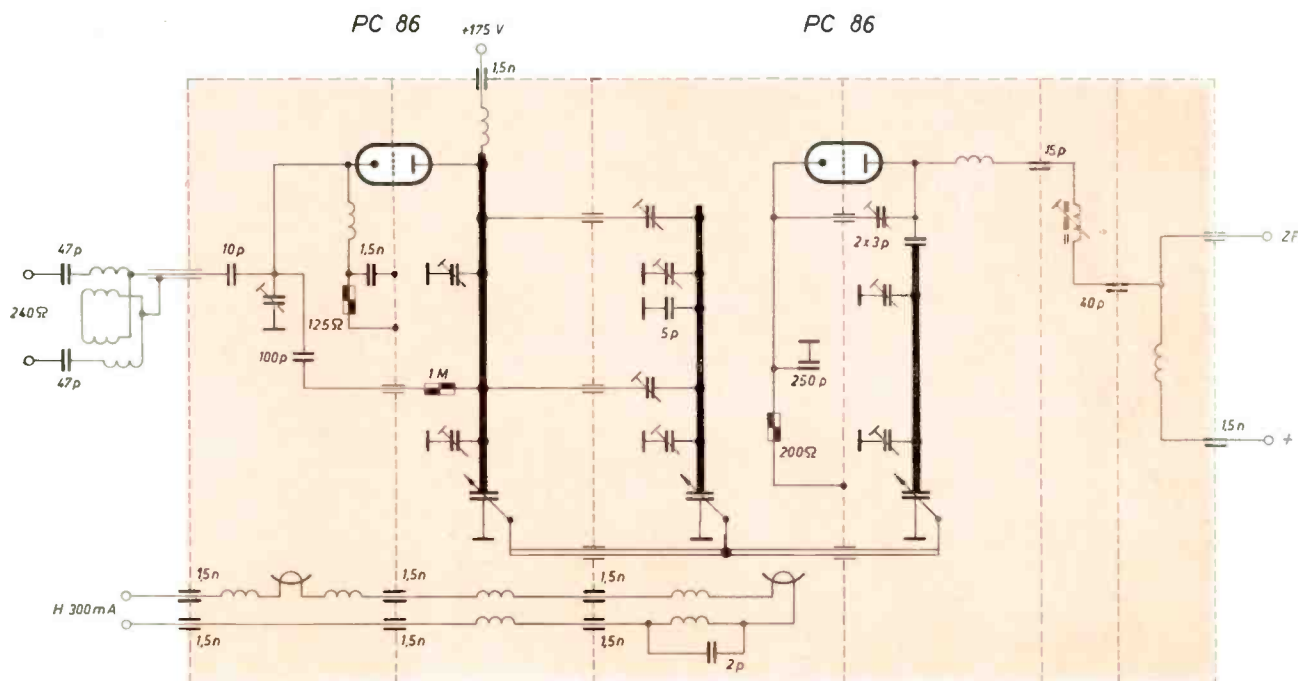 PC 86
PC 86
+175 V
1,5n
15p
47p
10p
1,5n
2x3p
ZF
240Ω
125Ω
5p
40p
100p
1M
250p
47p
200Ω
1,5n
+
1,5n
1,5n
1,5n
H 300mA
1,5n
1,5n
1,5n
2p